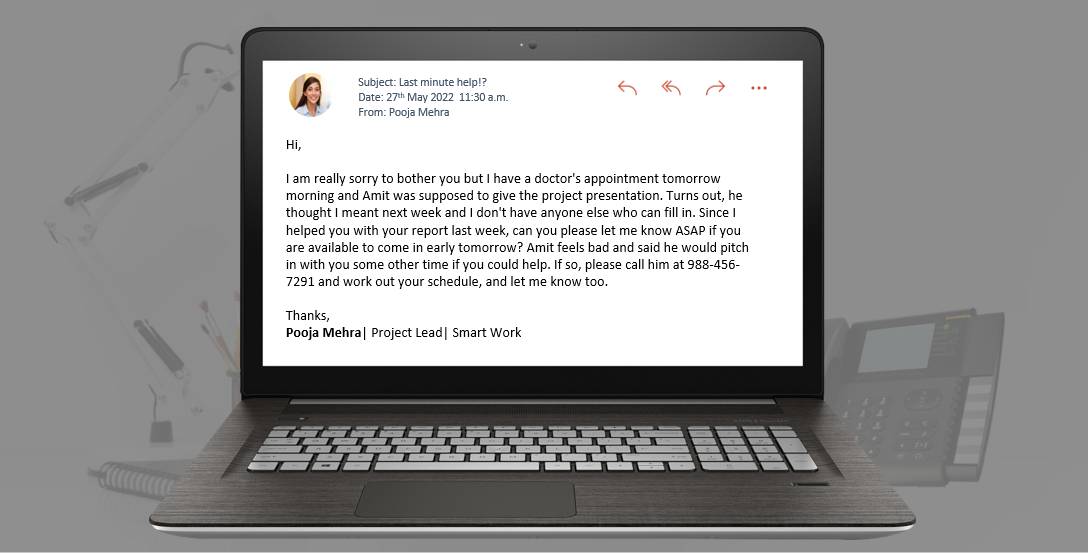 Subject: Last minute help!?
Date: 27th May 2022 11:30 a.m.
From: Pooja Mehra
Hi,
I am really sorry to bother you but I have a doctor's appointment tomorrow
morning and Amit was supposed to give the project presentation. Turns out, he
thought I meant next week and I don't have anyone else who can fill in. Since I
helped you with your report last week, can you please let me know ASAP if you
are available to come in early tomorrow? Amit feels bad and said he would pitch
in with you some other time if you could help. If so, please call him at 988-456-
7291 and work out your schedule, and let me know too.
Thanks,
Pooja Mehra| Project Lead| Smart Work